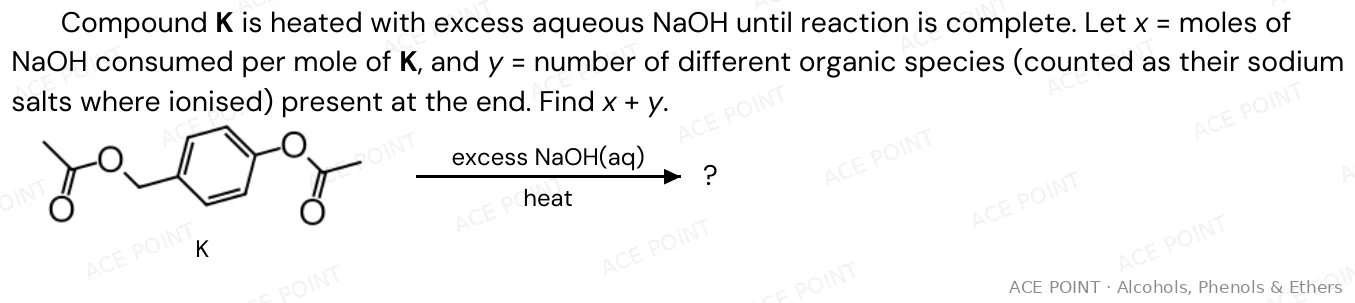 Compound K is heated with excess aqueous NaOH until reaction is complete. Let x = moles of
NaOH consumed per mole of K, and y = number of different organic species (counted as their sodium
salts where ionised) present at the end. Find x + y.
O
O
O
O
K
excess NaOH(aq)
heat
?
ACE POINT · Alcohols, Phenols & Ethers